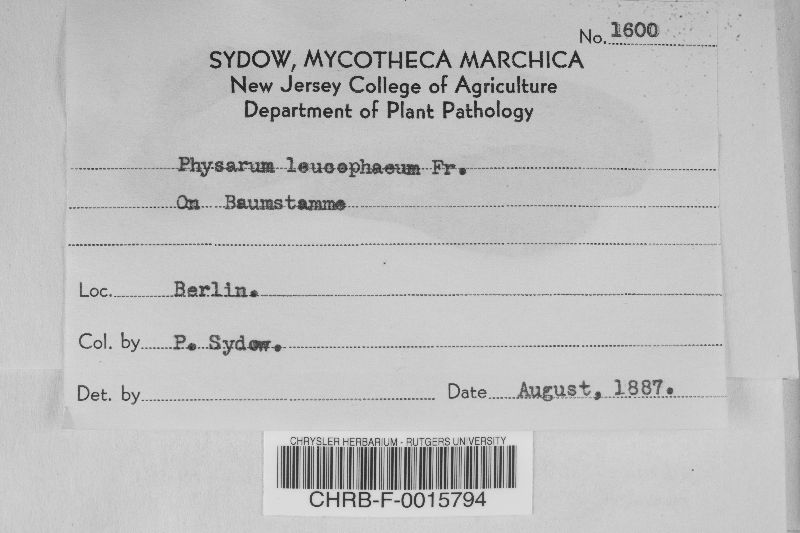 No. 1600
SYDOW, MYCOTHECA MARCHICA
New Jersey College of Agriculture
Department of Plant Pathology
Physarum leucophaeum Fr.
On Baumstamme
Loc. Berlin.
Col. by P. Sydow.
Det. by
Date August, 1887.
CHRYSLER HERBARIUM - RUTGERS UNIVERSITY
CHRB-F-0015794